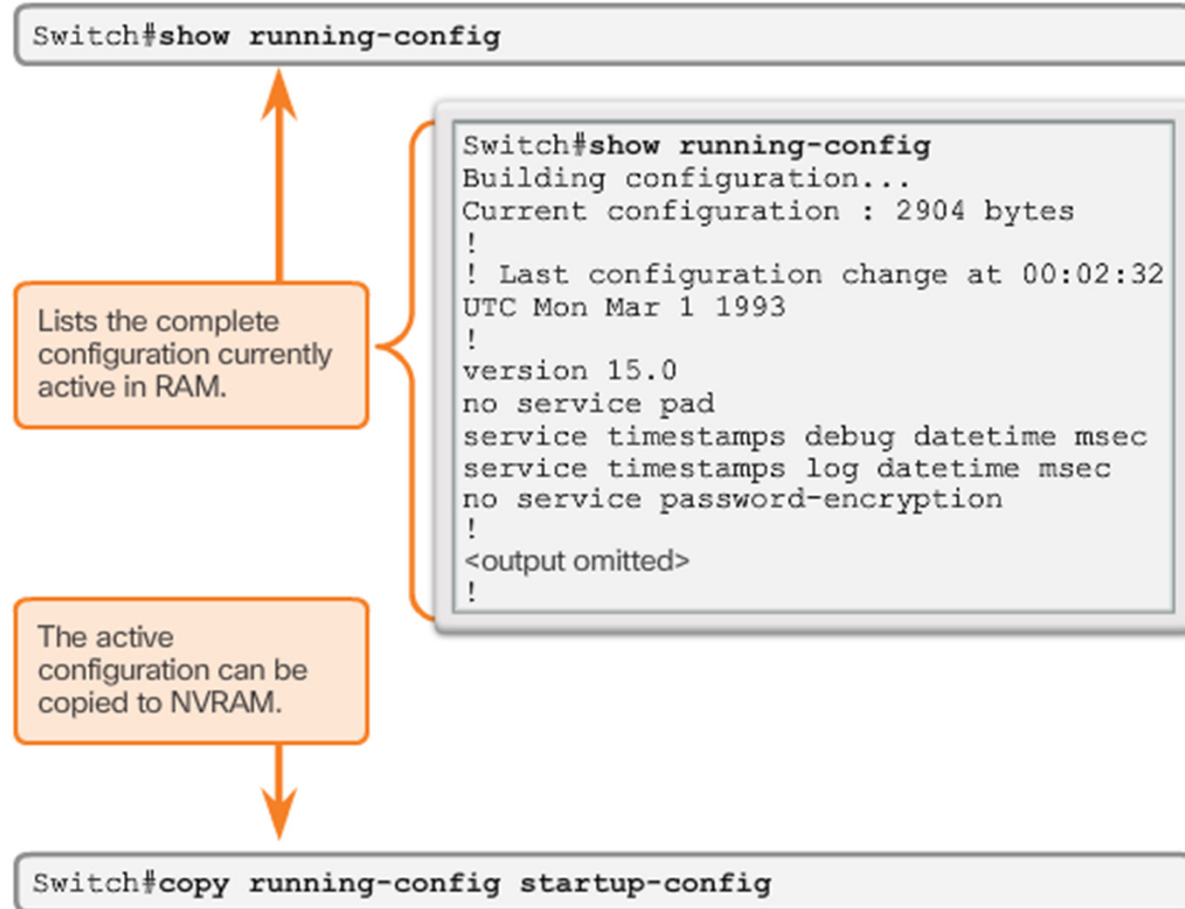 Switch#show running-config
Switch#show running-config
Building configuration...
Current configuration : 2904 bytes
!
! Last configuration change at 00:02:32
UTC Mon Mar 1 1993
!
version 15.0
no service pad
service timestamps debug datetime msec
service timestamps log datetime msec
no service password-encryption
!
<output omitted>
!
Lists the complete
configuration currently
active in RAM.
The active
configuration can be
copied to NVRAM.
Switch#copy running-config startup-config